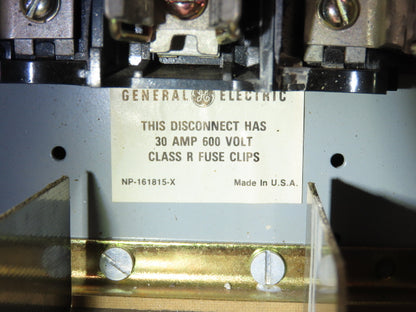 GENERAL ELECTRIC
THIS DISCONNECT HAS
30 AMP 600 VOLT
CLASS R FUSE CLIPS
NP-161815-X Made In U.S.A.